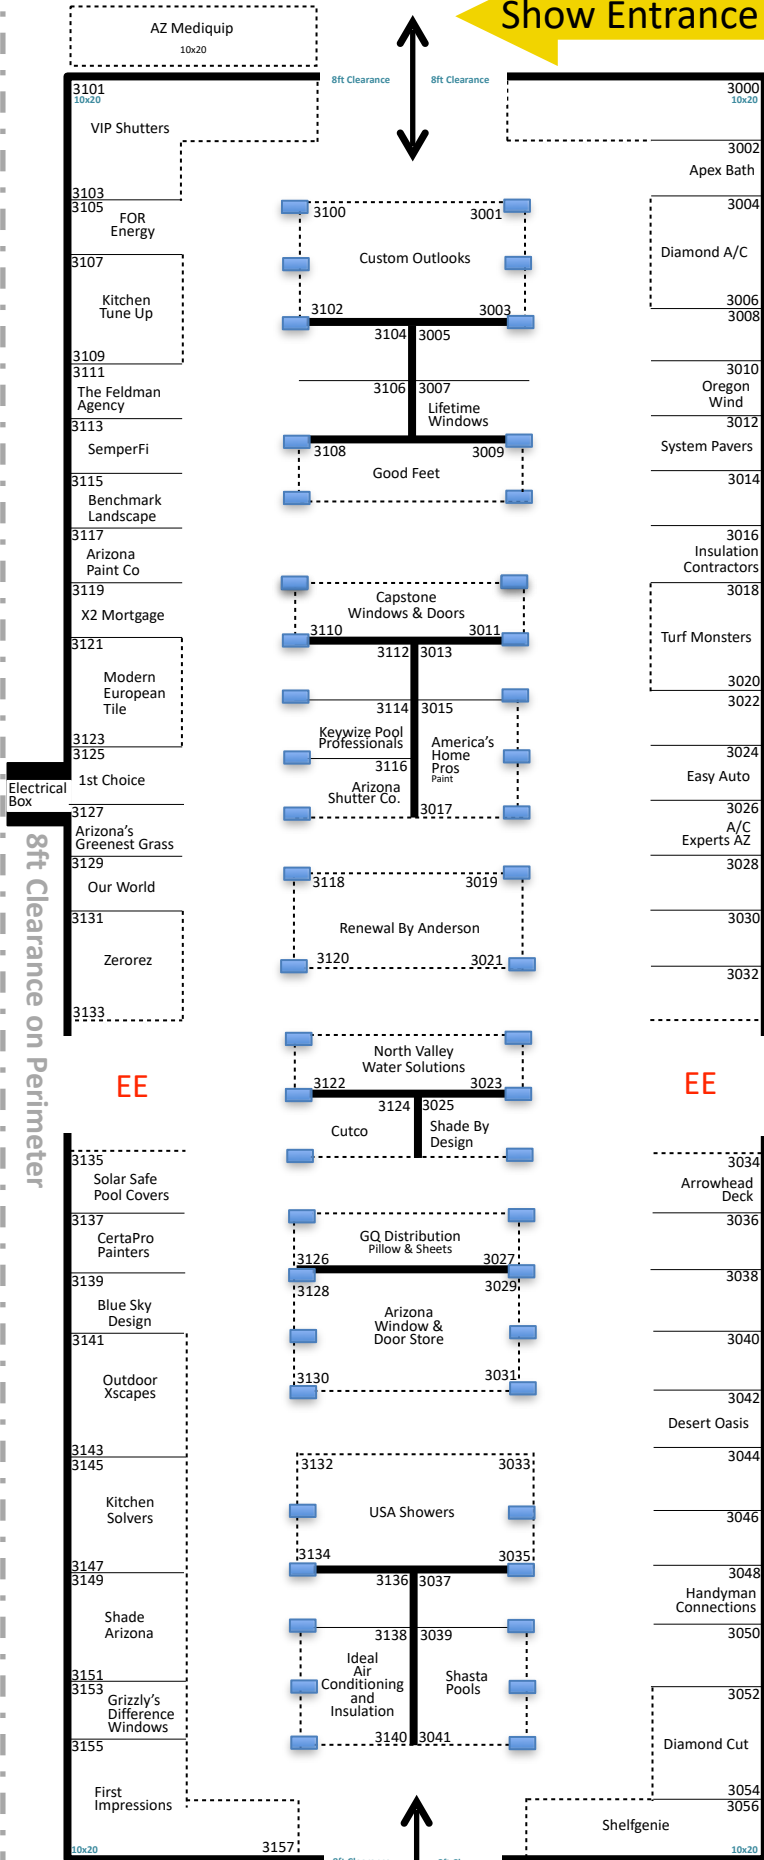 Show Entrance
AZ Mediquip
10x20
8ft Clearance
8ft Clearance
3101
10x20
VIP Shutters
3103
3105
FOR
Energy
3107
Kitchen
Tune Up
3109
3111
The Feldman
Agency
3113
SemperFi
3115
Benchmark
Landscape
3117
Arizona
Paint Co
3119
X2 Mortgage
3121
Modern
European
Tile
3123
3125
1st Choice
Electrical
Box
3127
Arizona's
Greenest Grass
3129
Our World
3131
Zerorez
3133
EE
8ft Clearance on Perimeter
3135
Solar Safe
Pool Covers
3137
CertaPro
Painters
3139
Blue Sky
Design
3141
Outdoor
Xscapes
3143
3145
Kitchen
Solvers
3147
3149
Shade
Arizona
3151
3153
Grizzly's
Difference
Windows
3155
First
Impressions
10x20
3157
3100
3001
Custom Outlooks
3102
3003
3104
3005
3106
3007
Lifetime
Windows
3108
3009
Good Feet
Capstone
Windows & Doors
3110
3011
3112
3013
3114
3015
Keywize Pool
Professionals
3116
Arizona
Shutter Co.
America's
Home
Pros
Paint
3017
3118
3019
Renewal By Anderson
3120
3021
North Valley
Water Solutions
3122
3023
3124
3025
Cutco
Shade By
Design
GQ Distribution
Pillow & Sheets
3126
3027
3128
3029
Arizona
Window &
Door Store
3130
3031
3132
3033
USA Showers
3134
3035
3136
3037
3138
3039
Ideal
Air
Conditioning
and
Insulation
Shasta
Pools
3140
3041
3000
10x20
3002
Apex Bath
3004
Diamond A/C
3006
3008
3010
Oregon
Wind
3012
System Pavers
3014
3016
Insulation
Contractors
3018
Turf Monsters
3020
3022
3024
Easy Auto
3026
A/C
Experts AZ
3028
3030
3032
EE
3034
Arrowhead
Deck
3036
3038
3040
3042
Desert Oasis
3044
3046
3048
Handyman
Connections
3050
3052
Diamond Cut
3054
3056
Shelfgenie
10x20